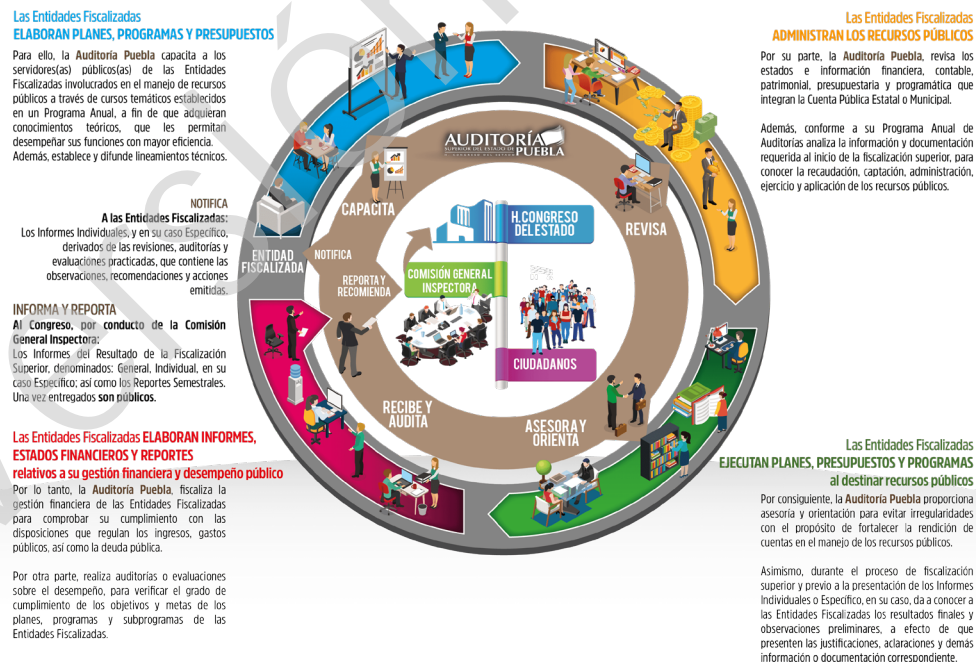 Las Entidades Fiscalizadas
ELABORAN PLANES, PROGRAMAS Y PRESUPUESTOS
Para ello, la Auditoría Puebla capacita a los
servidores(as) públicos(as) de las Entidades
Fiscalizadas involucrados en el manejo de recursos
públicos a través de cursos temáticos establecidos
en un Programa Anual, a fin de que adquieran
conocimientos teóricos, que les permitan
desempeñar sus funciones con mayor eficiencia.
Además, establece y difunde lineamientos técnicos.
NOTIFICA
A las Entidades Fiscalizadas:
Los Informes Individuales, y en su caso Específico,
derivados de las revisiones, auditorías y
evaluaciones practicadas, que contiene las
observaciones, recomendaciones y acciones
emitidas.
INFORMA Y REPORTA
Al Congreso, por conducto de la Comisión
General Inspectora:
Los Informes del Resultado de la Fiscalización
Superior, denominados: General, Individual, en su
caso Específico; así como los Reportes Semestrales.
Una vez entregados son públicos.
Las Entidades Fiscalizadas ELABORAN INFORMES,
ESTADOS FINANCIEROS Y REPORTES
relativos a su gestión financiera y desempeño público
Por lo tanto, la Auditoría Puebla, fiscaliza la
gestión financiera de las Entidades Fiscalizadas
para comprobar su cumplimiento con las
disposiciones que regulan los ingresos, gastos
públicos, así como la deuda pública.
Por otra parte, realiza auditorías o evaluaciones
sobre el desempeño, para verificar el grado de
cumplimiento de los objetivos y metas de los
planes, programas y subprogramas de las
Entidades Fiscalizadas.
AUDITORÍA
SUPERIOR DEL ESTADO DE PUEBLA
H. CONGRESO DEL ESTADO
CAPACITA
REVISA
ENTIDAD
FISCALIZADA
NOTIFICA
REPORTA Y
RECOMIENDA
H. CONGRESO
DEL ESTADO
COMISIÓN GENERAL
INSPECTORA
CIUDADANOS
RECIBE Y
AUDITA
ASESORA Y
ORIENTA
Las Entidades Fiscalizadas
ADMINISTRAN LOS RECURSOS PÚBLICOS
Por su parte, la Auditoría Puebla, revisa los
estados e información financiera, contable,
patrimonial, presupuestaria y programática que
integran la Cuenta Pública Estatal o Municipal.
Además, conforme a su Programa Anual de
Auditorías analiza la información y documentación
requerida al inicio de la fiscalización superior, para
conocer la recaudación, captación, administración,
ejercicio y aplicación de los recursos públicos.
Las Entidades Fiscalizadas
EJECUTAN PLANES, PRESUPUESTOS Y PROGRAMAS
al destinar recursos públicos
Por consiguiente, la Auditoría Puebla proporciona
asesoría y orientación para evitar irregularidades
con el propósito de fortalecer la rendición de
cuentas en el manejo de los recursos públicos.
Asimismo, durante el proceso de fiscalización
superior y previo a la presentación de los Informes
Individuales o Específico, en su caso, da a conocer a
las Entidades Fiscalizadas los resultados finales y
observaciones preliminares, a efecto de que
presenten las justificaciones, aclaraciones y demás
información o documentación correspondiente.